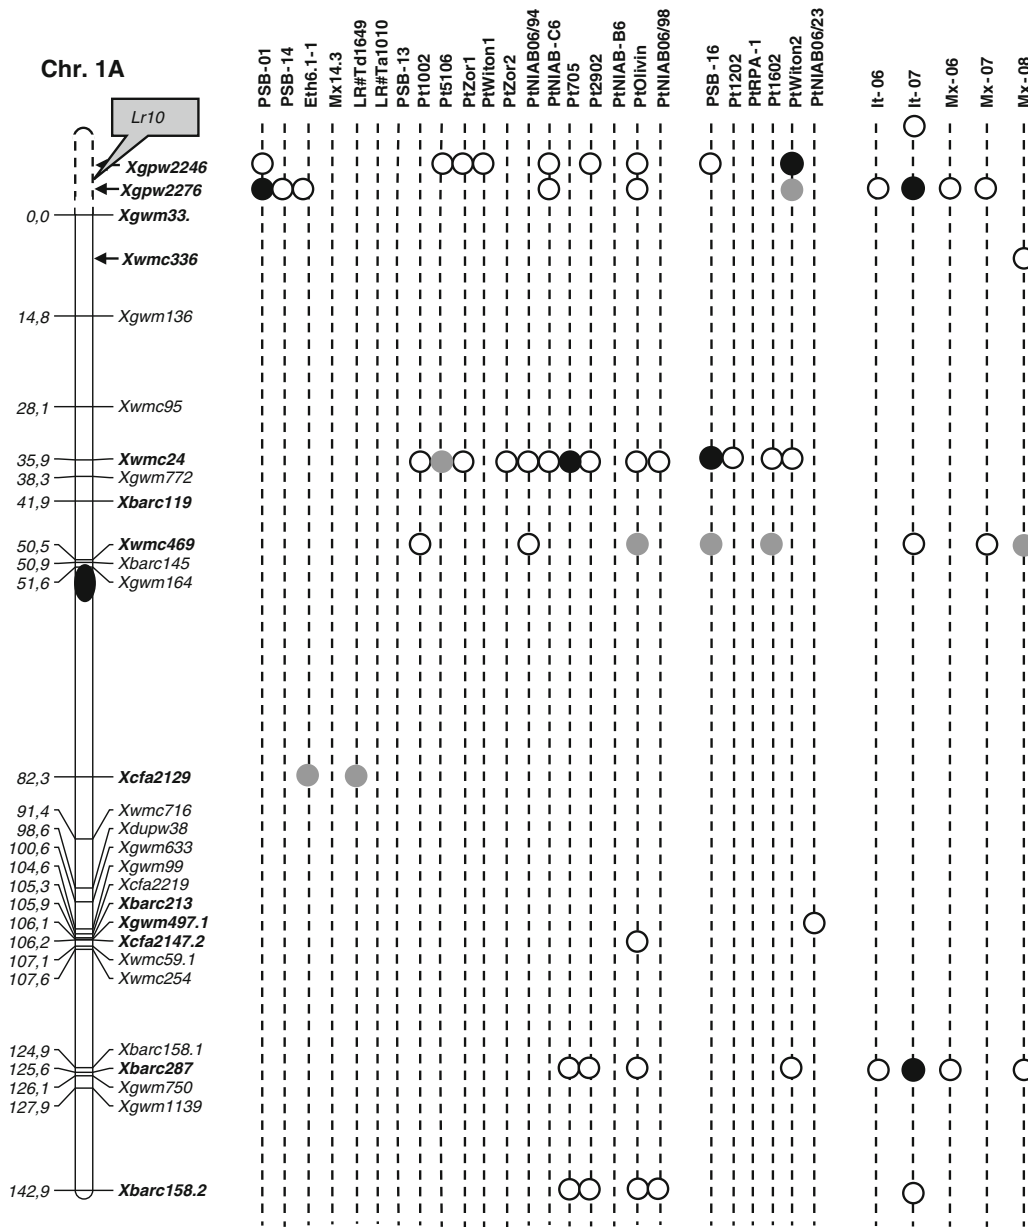 Chr. 1A
Lr10
PSB-01
PSB-14
Eth6.1-1
Mx14.3
LR#Td1649
LR#Ta1010
PSB-13
Pt1002
Pt5106
PtZor1
PtWiton1
PtZor2
PtNIAB06/94
PtNIAB-C6
Pt705
Pt2902
PtNIAB-B6
PtOlivin
PtNIAB06/98
PSB-16
Pt1202
PtRPA-1
Pt1602
PtWiton2
PtNIAB06/23
It-06
It-07
Mx-06
Mx-07
Mx-08
Xgpw2246
Xgpw2276
0,0 Xgwm33.
Xwmc336
14,8 Xgwm136
28,1 Xwmc95
35,9 Xwmc24
38,3 Xgwm772
41,9 Xbarc119
50,5 Xwmc469
50,9 Xbarc145
51,6 Xgwm164
82,3 Xcfa2129
91,4 Xwmc716
98,6 Xdupw38
100,6 Xgwm633
104,6 Xgwm99
105,3 Xcfa2219
105,9 Xbarc213
106,1 Xgwm497.1
106,2 Xcfa2147.2
107,1 Xwmc59.1
107,6 Xwmc254
124,9 Xbarc158.1
125,6 Xbarc287
126,1 Xgwm750
127,9 Xgwm1139
142,9 Xbarc158.2